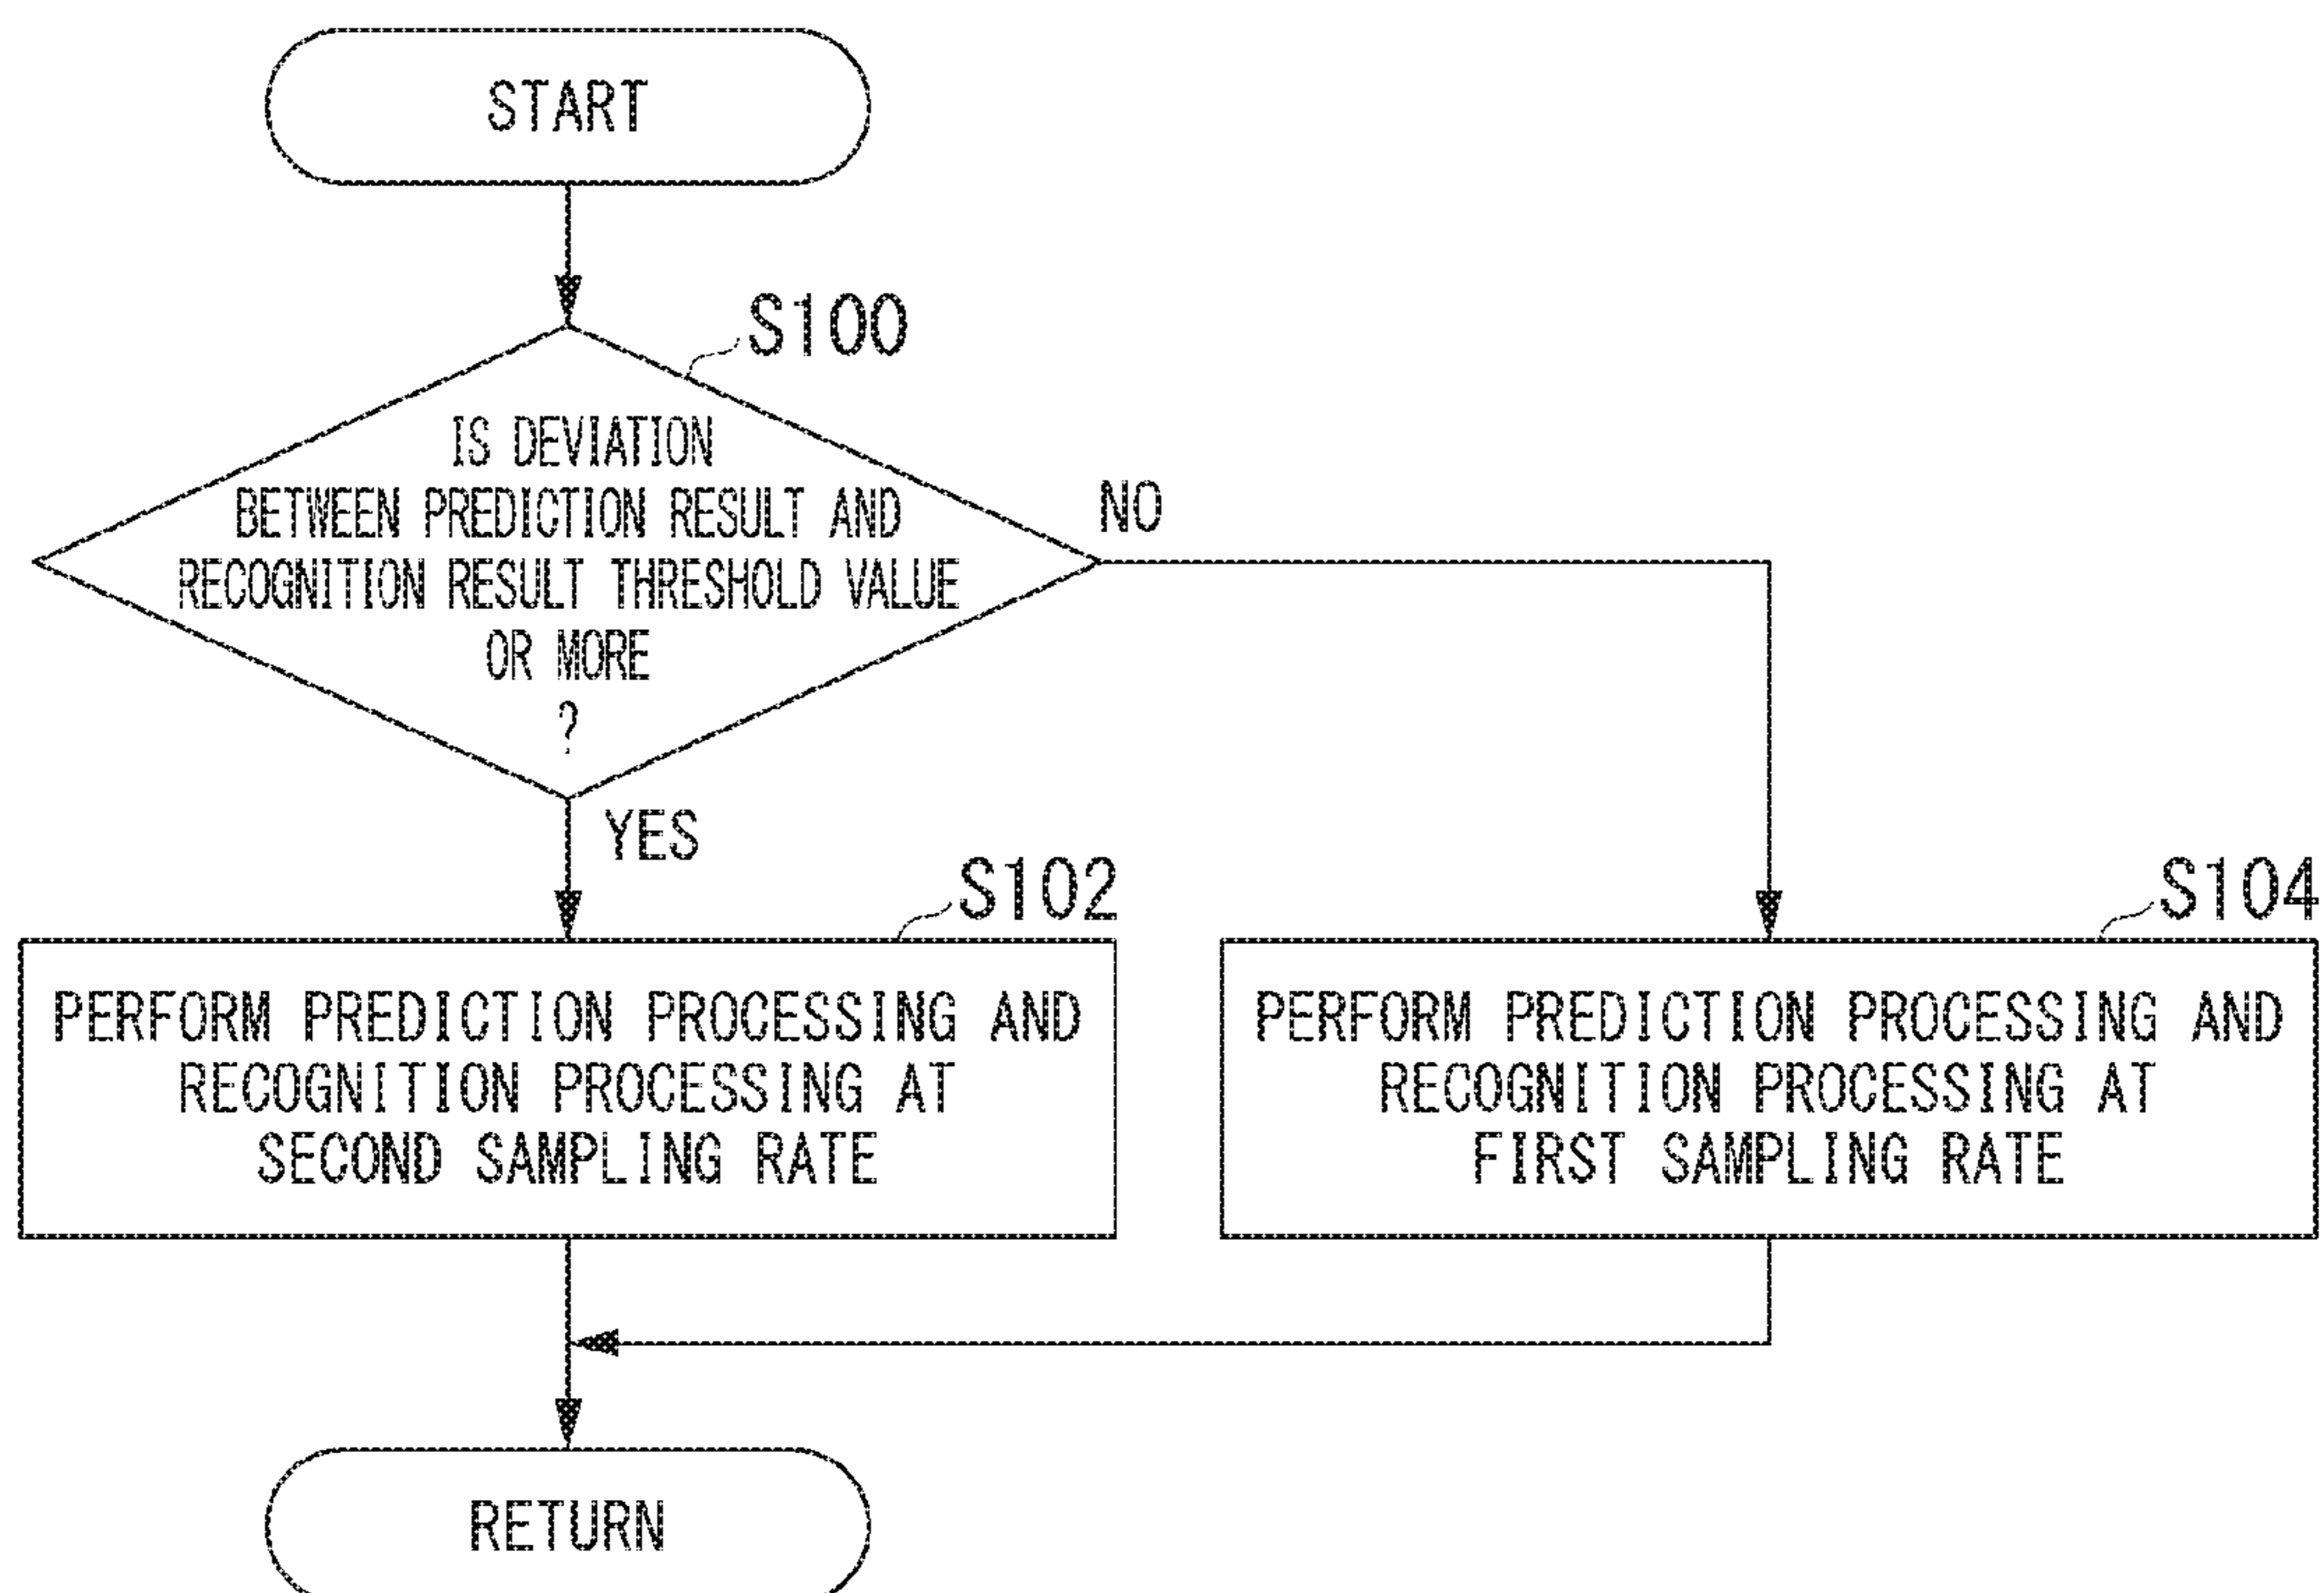 START
S100
IS DEVIATION
BETWEEN PREDICTION RESULT AND
RECOGNITION RESULT THRESHOLD VALUE
OR MORE
?
NO
YES
S102
PERFORM PREDICTION PROCESSING AND
RECOGNITION PROCESSING AT
SECOND SAMPLING RATE
S104
PERFORM PREDICTION PROCESSING AND
RECOGNITION PROCESSING AT
FIRST SAMPLING RATE
RETURN